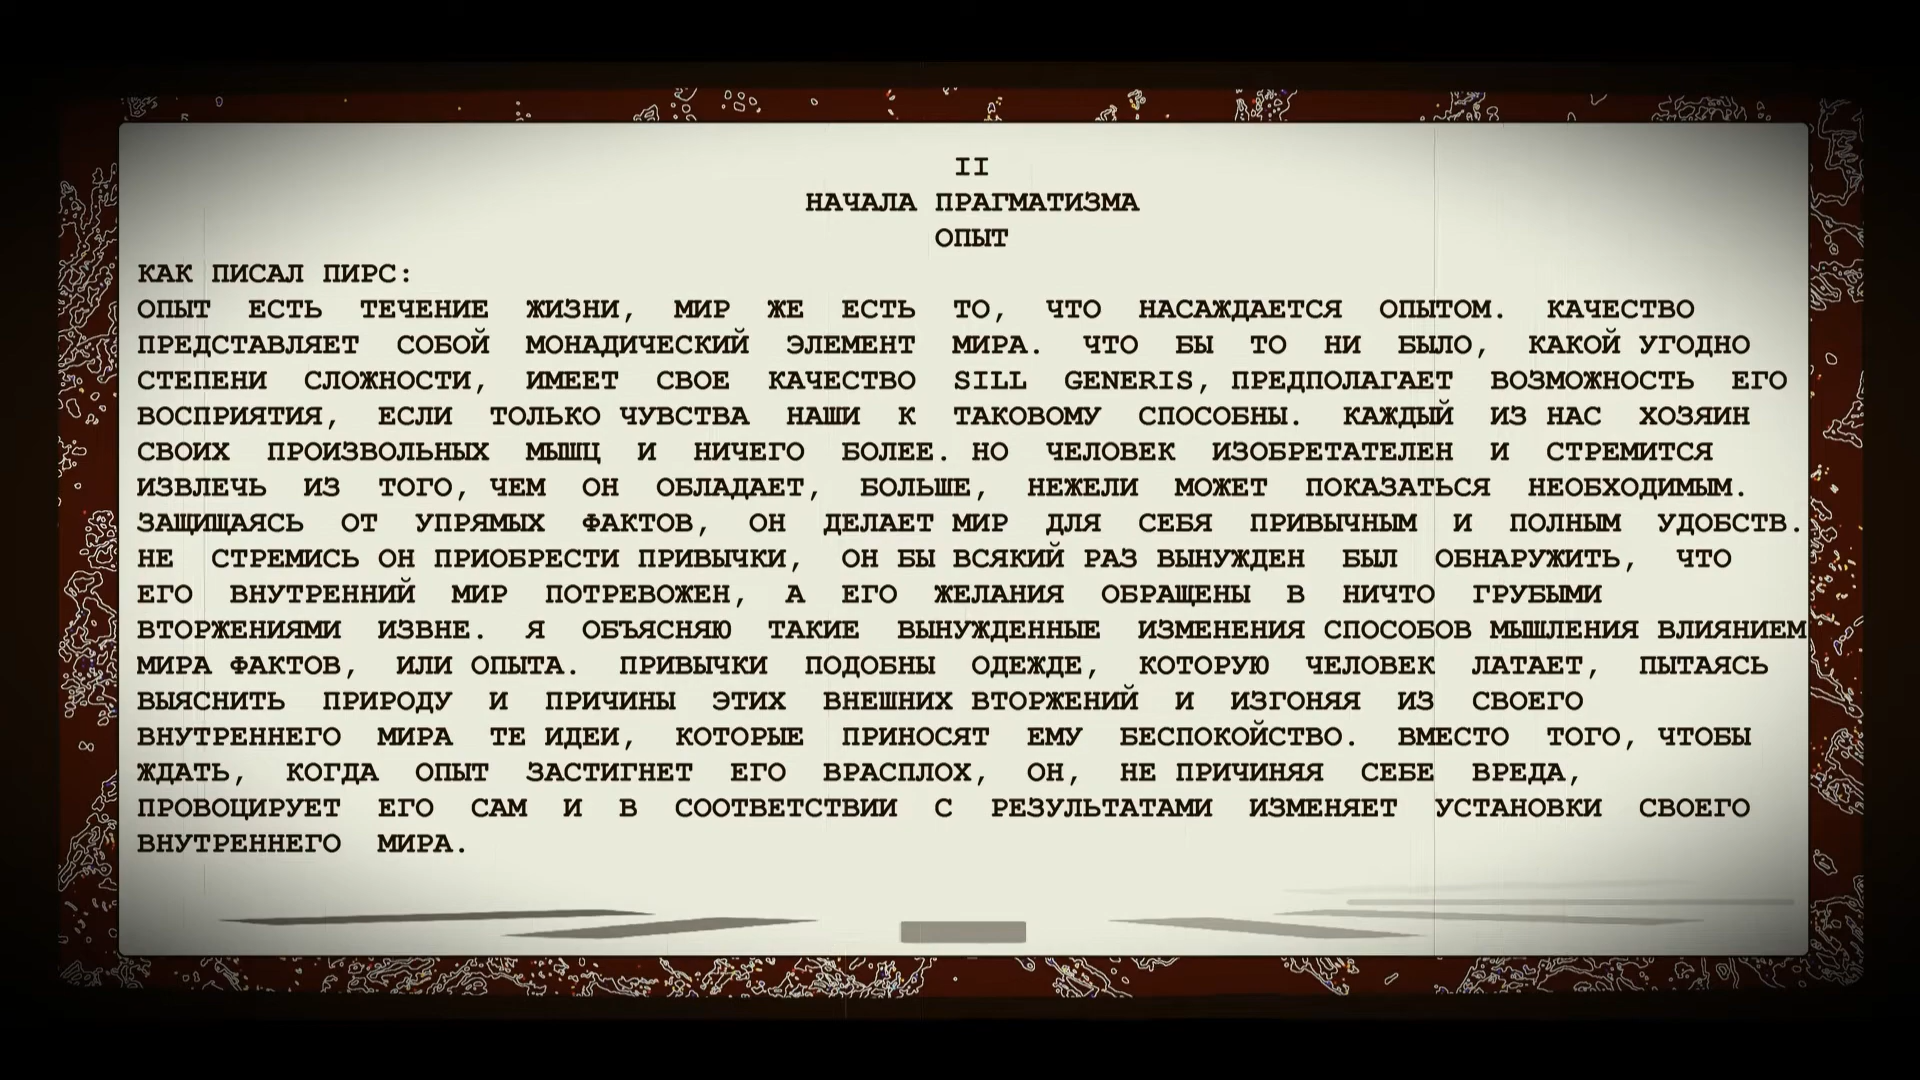 II
НАЧАЛА ПРАГМАТИЗМА
ОПЫТ
КАК ПИСАЛ ПИРС:
ОПЫТ ЕСТЬ ТЕЧЕНИЕ ЖИЗНИ, МИР ЖЕ ЕСТЬ ТО, ЧТО НАСАЖДАЕТСЯ ОПЫТОМ. КАЧЕСТВО
ПРЕДСТАВЛЯЕТ СОБОЙ МОНАДИЧЕСКИЙ ЭЛЕМЕНТ МИРА. ЧТО БЫ ТО НИ БЫЛО, КАКОЙ УГОДНО
СТЕПЕНИ СЛОЖНОСТИ, ИМЕЕТ СВОЕ КАЧЕСТВО SILL GENERIS, ПРЕДПОЛАГАЕТ ВОЗМОЖНОСТЬ ЕГО
ВОСПРИЯТИЯ, ЕСЛИ ТОЛЬКО ЧУВСТВА НАШИ К ТАКОВОМУ СПОСОБНЫ. КАЖДЫЙ ИЗ НАС ХОЗЯИН
СВОИХ ПРОИЗВОЛЬНЫХ МЫШЦ И НИЧЕГО БОЛЕЕ. НО ЧЕЛОВЕК ИЗОБРЕТАТЕЛЕН И СТРЕМИТСЯ
ИЗВЛЕЧЬ ИЗ ТОГО, ЧЕМ ОН ОБЛАДАЕТ, БОЛЬШЕ, НЕЖЕЛИ МОЖЕТ ПОКАЗАТЬСЯ НЕОБХОДИМЫМ.
ЗАЩИЩАЯСЬ ОТ УПРЯМЫХ ФАКТОВ, ОН ДЕЛАЕТ МИР ДЛЯ СЕБЯ ПРИВЫЧНЫМ И ПОЛНЫМ УДОБСТВ.
НЕ СТРЕМИСЬ ОН ПРИОБРЕСТИ ПРИВЫЧКИ, ОН БЫ ВСЯКИЙ РАЗ ВЫНУЖДЕН БЫЛ ОБНАРУЖИТЬ, ЧТО
ЕГО ВНУТРЕННИЙ МИР ПОТРЕВОЖЕН, А ЕГО ЖЕЛАНИЯ ОБРАЩЕНЫ В НИЧТО ГРУБЫМИ
ВТОРЖЕНИЯМИ ИЗВНЕ. Я ОБЪЯСНЯЮ ТАКИЕ ВЫНУЖДЕННЫЕ ИЗМЕНЕНИЯ СПОСОБОВ МЫШЛЕНИЯ ВЛИЯНИЕМ
МИРА ФАКТОВ, ИЛИ ОПЫТА. ПРИВЫЧКИ ПОДОБНЫ ОДЕЖДЕ, КОТОРУЮ ЧЕЛОВЕК ЛАТАЕТ, ПЫТАЯСЬ
ВЫЯСНИТЬ ПРИРОДУ И ПРИЧИНЫ ЭТИХ ВНЕШНИХ ВТОРЖЕНИЙ И ИЗГОНЯЯ ИЗ СВОЕГО
ВНУТРЕННЕГО МИРА ТЕ ИДЕИ, КОТОРЫЕ ПРИНОСЯТ ЕМУ БЕСПОКОЙСТВО. ВМЕСТО ТОГО, ЧТОБЫ
ЖДАТЬ, КОГДА ОПЫТ ЗАСТИГНЕТ ЕГО ВРАСПЛОХ, ОН, НЕ ПРИЧИНЯЯ СЕБЕ ВРЕДА,
ПРОВОЦИРУЕТ ЕГО САМ И В СООТВЕТСТВИИ С РЕЗУЛЬТАТАМИ ИЗМЕНЯЕТ УСТАНОВКИ СВОЕГО
ВНУТРЕННЕГО МИРА.